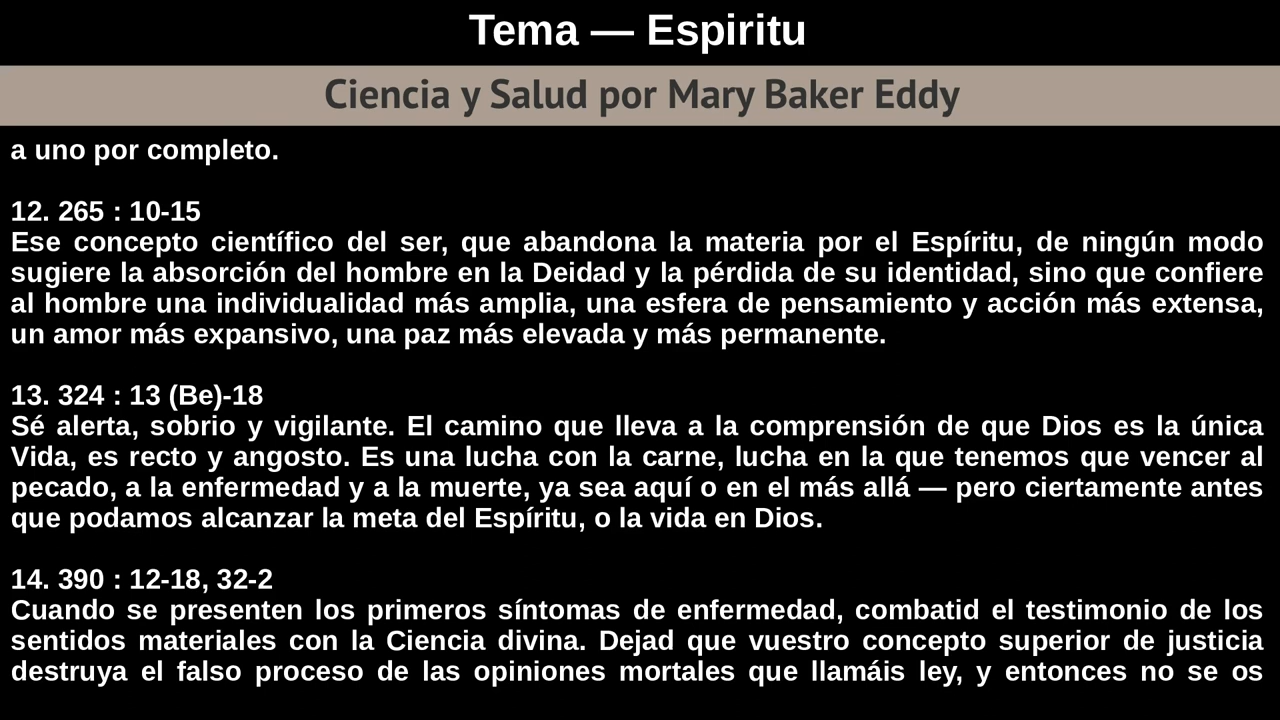 Tema — Espiritu
Ciencia y Salud por Mary Baker Eddy
a uno por completo.
12. 265 : 10-15
Ese concepto científico del ser, que abandona la materia por el Espíritu, de ningún modo
sugiere la absorción del hombre en la Deidad y la pérdida de su identidad, sino que confiere
al hombre una individualidad más amplia, una esfera de pensamiento y acción más extensa,
un amor más expansivo, una paz más elevada y más permanente.
13. 324 : 13 (Be)-18
Sé alerta, sobrio y vigilante. El camino que lleva a la comprensión de que Dios es la única
Vida, es recto y angosto. Es una lucha con la carne, lucha en la que tenemos que vencer al
pecado, a la enfermedad y a la muerte, ya sea aquí o en el más allá — pero ciertamente antes
que podamos alcanzar la meta del Espíritu, o la vida en Dios.
14. 390 : 12-18, 32-2
Cuando se presenten los primeros síntomas de enfermedad, combatid el testimonio de los
sentidos materiales con la Ciencia divina. Dejad que vuestro concepto superior de justicia
destruya el falso proceso de las opiniones mortales que llamáis ley, y entonces no se os